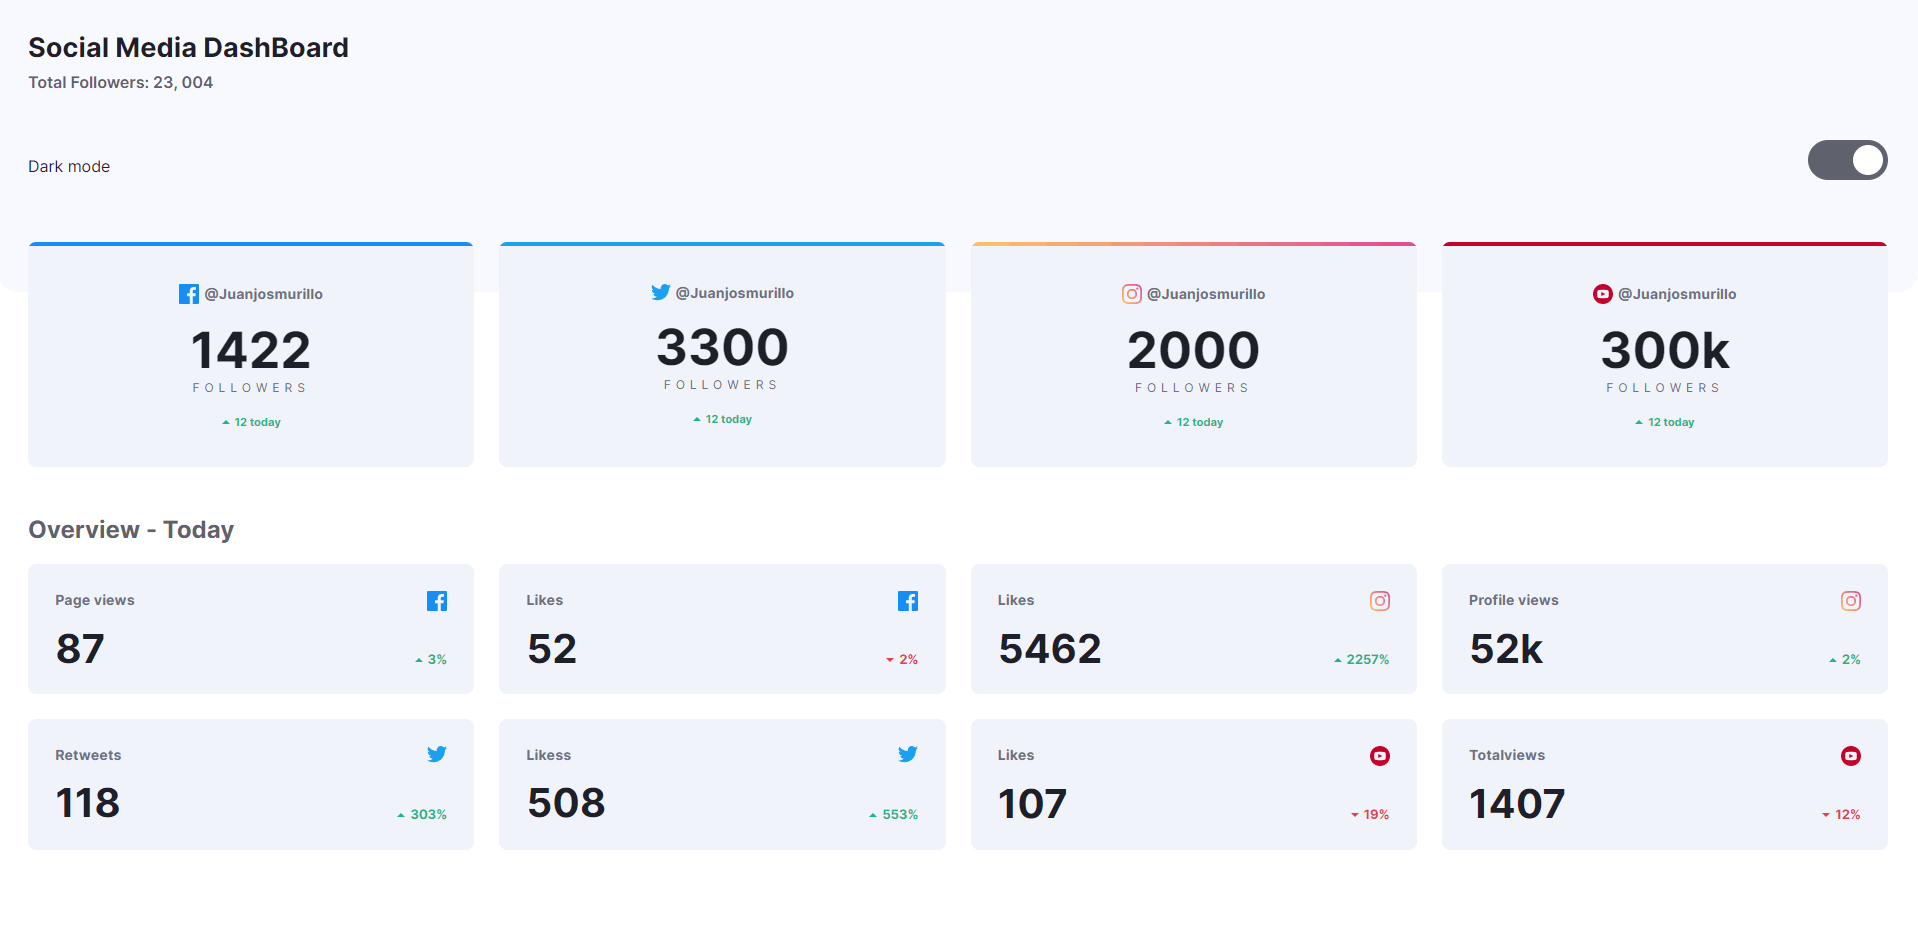 Social Media DashBoard
Total Followers: 23, 004
Dark mode
@Juanjosmurillo
1422
FOLLOWERS
12 today
@Juanjosmurillo
3300
FOLLOWERS
12 today
@Juanjosmurillo
2000
FOLLOWERS
12 today
@Juanjosmurillo
300k
FOLLOWERS
12 today
Overview - Today
Page views
87
3%
Likes
52
2%
Likes
5462
2257%
Profile views
52k
2%
Retweets
118
303%
Likess
508
553%
Likes
107
19%
Totalviews
1407
12%